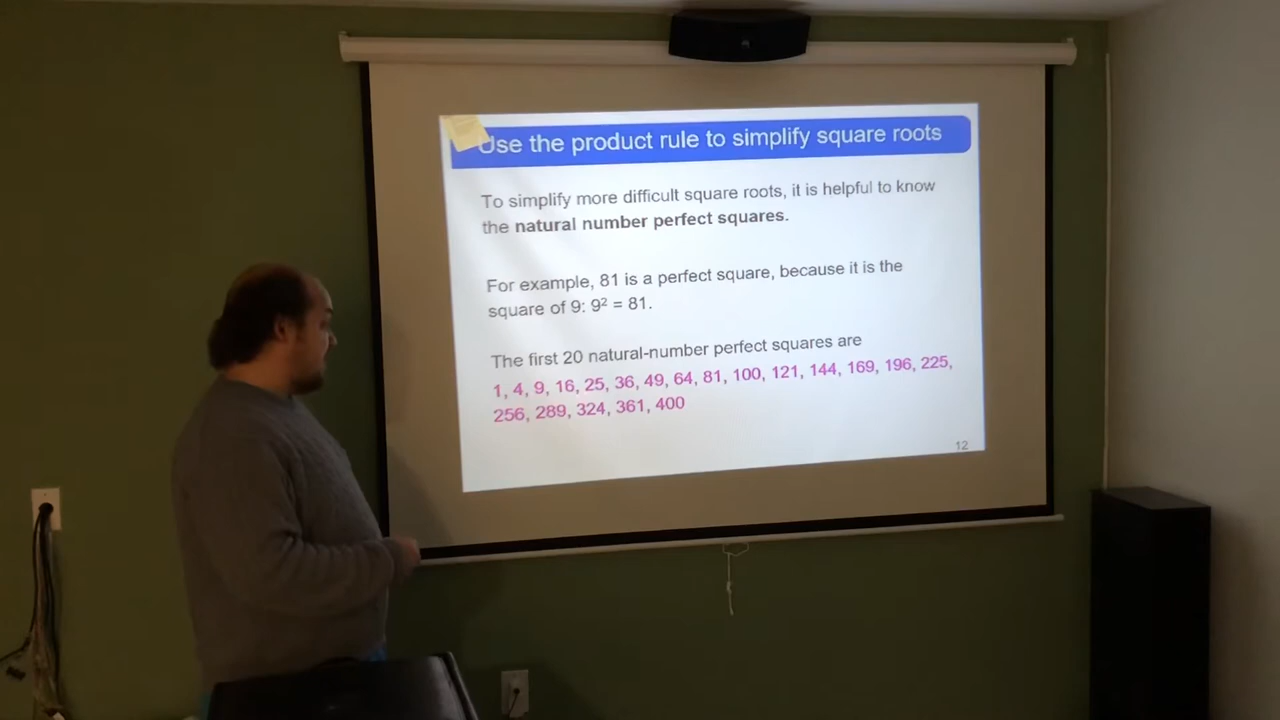 Use the product rule to simplify square roots
To simplify more difficult square roots, it is helpful to know
the natural number perfect squares.
For example, 81 is a perfect square, because it is the
square of 9: 9² = 81.
The first 20 natural-number perfect squares are
1, 4, 9, 16, 25, 36, 49, 64, 81, 100, 121, 144, 169, 196, 225,
256, 289, 324, 361, 400
12